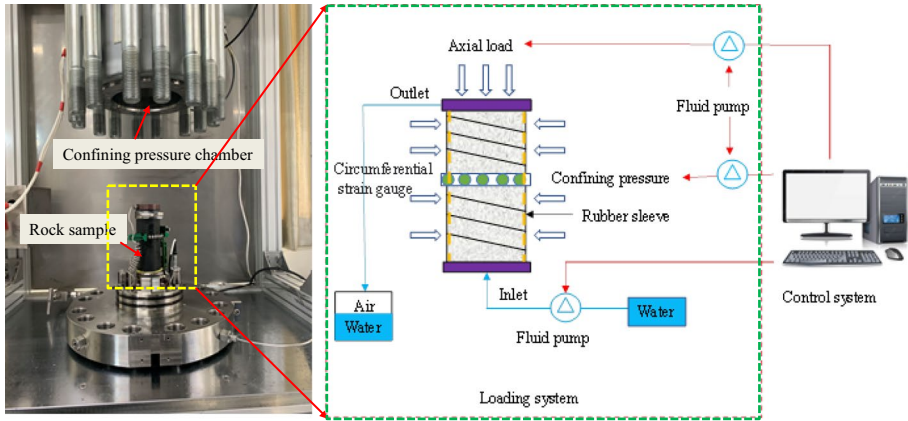 Confining pressure chamber
Rock sample
Axial load
Outlet
Fluid pump
Circumferential
strain gauge
Confining pressure
Rubber sleeve
Inlet
Air
Water
Fluid pump
Water
Control system
Loading system